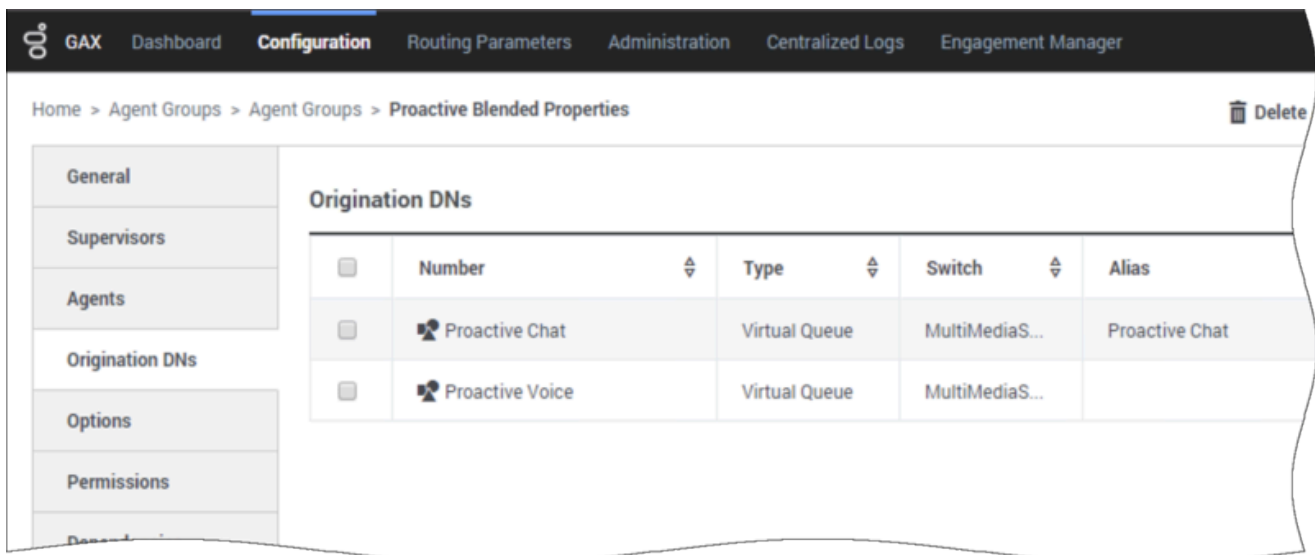 GAX Dashboard Configuration Routing Parameters Administration Centralized Logs Engagement Manager
Home > Agent Groups > Agent Groups > Proactive Blended Properties
Delete
General
Supervisors
Agents
Origination DNs
Options
Permissions
Origination DNs
Number Type Switch Alias
Proactive Chat Virtual Queue MultiMediaS... Proactive Chat
Proactive Voice Virtual Queue MultiMediaS...